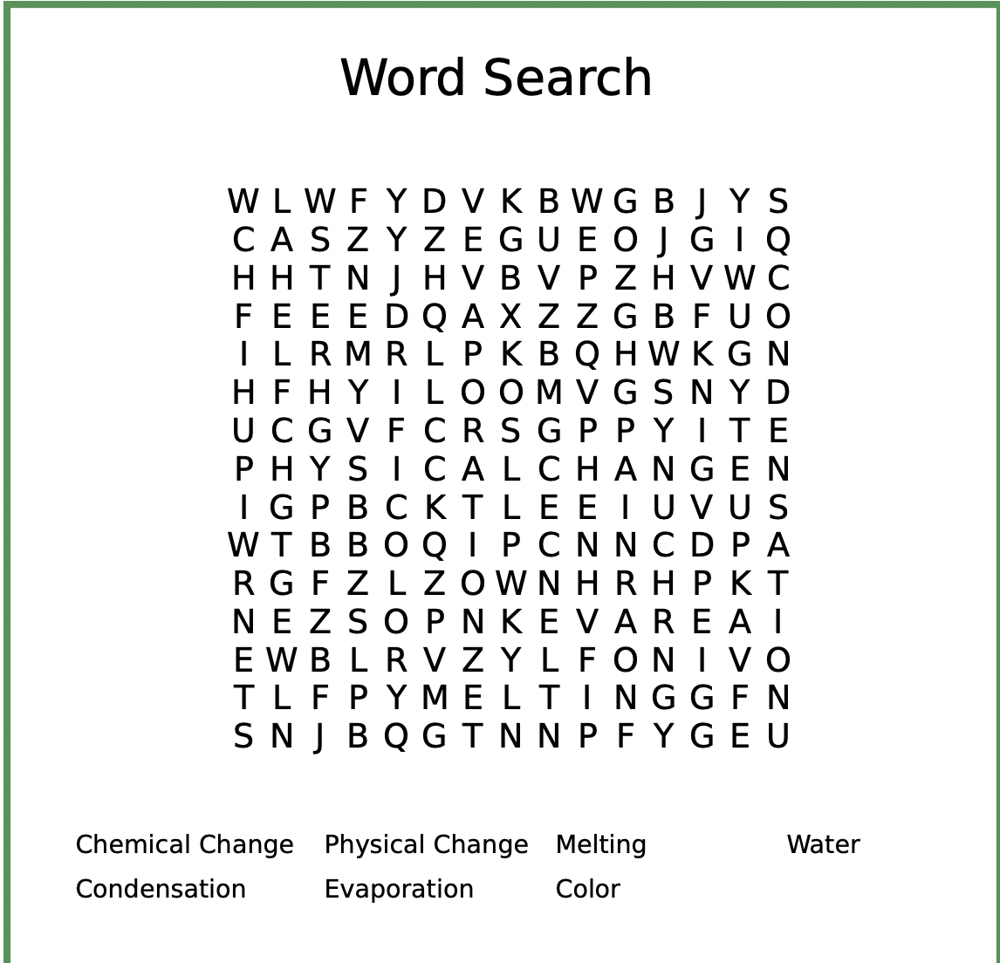 Word Search
W L W F Y D V K B W G B J Y S
C A S Z Y Z E G U E O J G I Q
H H T N J H V B V P Z H V W C
F E E E D Q A X Z Z G B F U O
I L R M R L P K B Q H W K G N
H F H Y I L O O M V G S N Y D
U C G V F C R S G P P Y I T E
P H Y S I C A L C H A N G E N
I G P B C K T L E E I U V U S
W T B B O Q I P C N N C D P A
R G F Z L Z O W N H R H P K T
N E Z S O P N K E V A R E A I
E W B L R V Z Y L F O N I V O
T L F P Y M E L T I N G G F N
S N J B Q G T N N P F Y G E U
Chemical Change Physical Change Melting Water
Condensation Evaporation Color